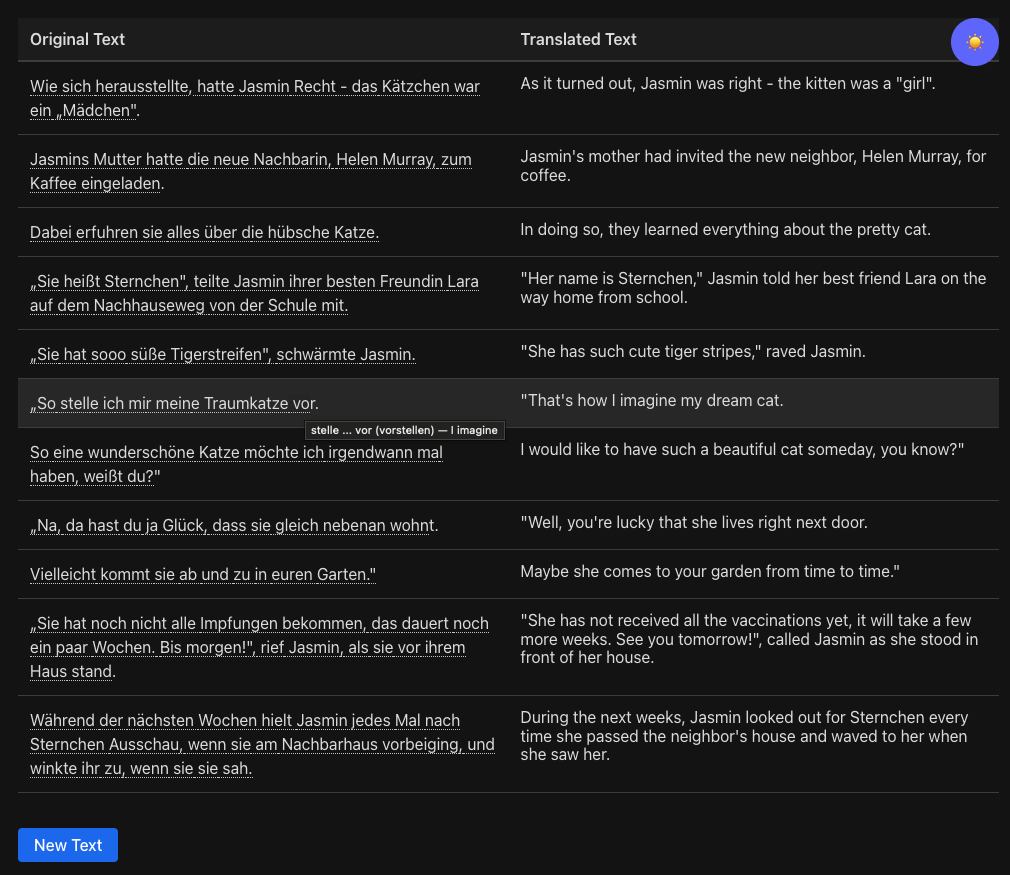 Original Text
Translated Text
Wie sich herausstellte, hatte Jasmin Recht - das Kätzchen war
ein „Mädchen".
As it turned out, Jasmin was right - the kitten was a "girl".
Jasmins Mutter hatte die neue Nachbarin, Helen Murray, zum
Kaffee eingeladen.
Jasmin's mother had invited the new neighbor, Helen Murray, for
coffee.
Dabei erfuhren sie alles über die hübsche Katze.
In doing so, they learned everything about the pretty cat.
„Sie heißt Sternchen", teilte Jasmin ihrer besten Freundin Lara
auf dem Nachhauseweg von der Schule mit.
"Her name is Sternchen," Jasmin told her best friend Lara on the
way home from school.
„Sie hat sooo süße Tigerstreifen", schwärmte Jasmin.
"She has such cute tiger stripes," raved Jasmin.
„So stelle ich mir meine Traumkatze vor.
"That's how I imagine my dream cat.
stelle ... vor (vorstellen) — I imagine
So eine wunderschöne Katze möchte ich irgendwann mal
haben, weißt du?"
I would like to have such a beautiful cat someday, you know?"
„Na, da hast du ja Glück, dass sie gleich nebenan wohnt.
"Well, you're lucky that she lives right next door.
Vielleicht kommt sie ab und zu in euren Garten."
Maybe she comes to your garden from time to time."
„Sie hat noch nicht alle Impfungen bekommen, das dauert noch
ein paar Wochen. Bis morgen!", rief Jasmin, als sie vor ihrem
Haus stand.
"She has not received all the vaccinations yet, it will take a few
more weeks. See you tomorrow!", called Jasmin as she stood in
front of her house.
Während der nächsten Wochen hielt Jasmin jedes Mal nach
Sternchen Ausschau, wenn sie am Nachbarhaus vorbeiging, und
winkte ihr zu, wenn sie sie sah.
During the next weeks, Jasmin looked out for Sternchen every
time she passed the neighbor's house and waved to her when
she saw her.
New Text